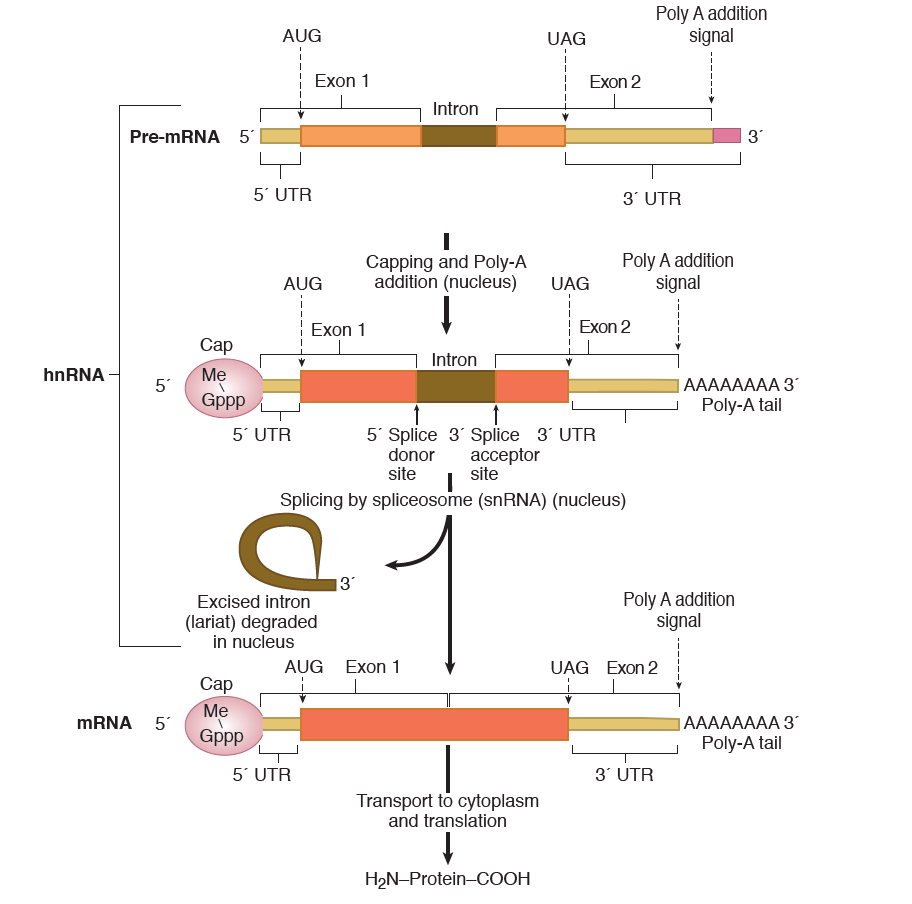 Poly A addition
signal
AUG
UAG
Exon 1
Exon 2
Intron
Pre-mRNA 5´ 3´
5´ UTR
3´ UTR
Capping and Poly-A
addition (nucleus)
Poly A addition
signal
AUG
UAG
Exon 1
Exon 2
Cap
Intron
hnRNA
5´
Me
Gppp
AAAAAAAA 3´
Poly-A tail
5´ UTR
5´ Splice
donor
site
3´ Splice
acceptor
site
3´ UTR
Splicing by spliceosome (snRNA) (nucleus)
3´
Excised intron
(lariat) degraded
in nucleus
Poly A addition
signal
AUG
Exon 1
UAG
Exon 2
Cap
mRNA 5´
Me
Gppp
AAAAAAAA 3´
Poly-A tail
5´ UTR
3´ UTR
Transport to cytoplasm
and translation
H₂N–Protein–COOH